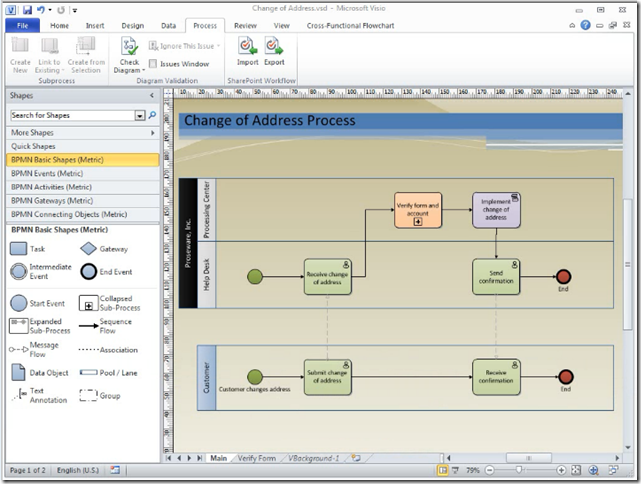 Change of Address.vsd - Microsoft Visio
File Home Insert Design Data Process Review View Cross-Functional Flowchart
Create New
Link to Existing
Create from Selection
Subprocess
Check Diagram
Ignore This Issue
Issues Window
Diagram Validation
Import Export
SharePoint Workflow
Shapes
Search for Shapes
More Shapes
Quick Shapes
BPMN Basic Shapes (Metric)
BPMN Events (Metric)
BPMN Activities (Metric)
BPMN Gateways (Metric)
BPMN Connecting Objects (Metric)
BPMN Basic Shapes (Metric)
Task Gateway
Intermediate Event
End Event
Start Event
Collapsed Sub-Process
Expanded Sub-Process
Sequence Flow
Message Flow
Association
Data Object Pool / Lane
Text Annotation
Group
Change of Address Process
Proseware, Inc.
Processing Center
Verify form and account
Implement change of address
Help Desk
Receive change of address
Send confirmation
End
Customer
Customer changes address
Submit change of address
Receive confirmation
End
Main Verify Form VBackground-1
Page 1 of 2 English (U.S.) 79%